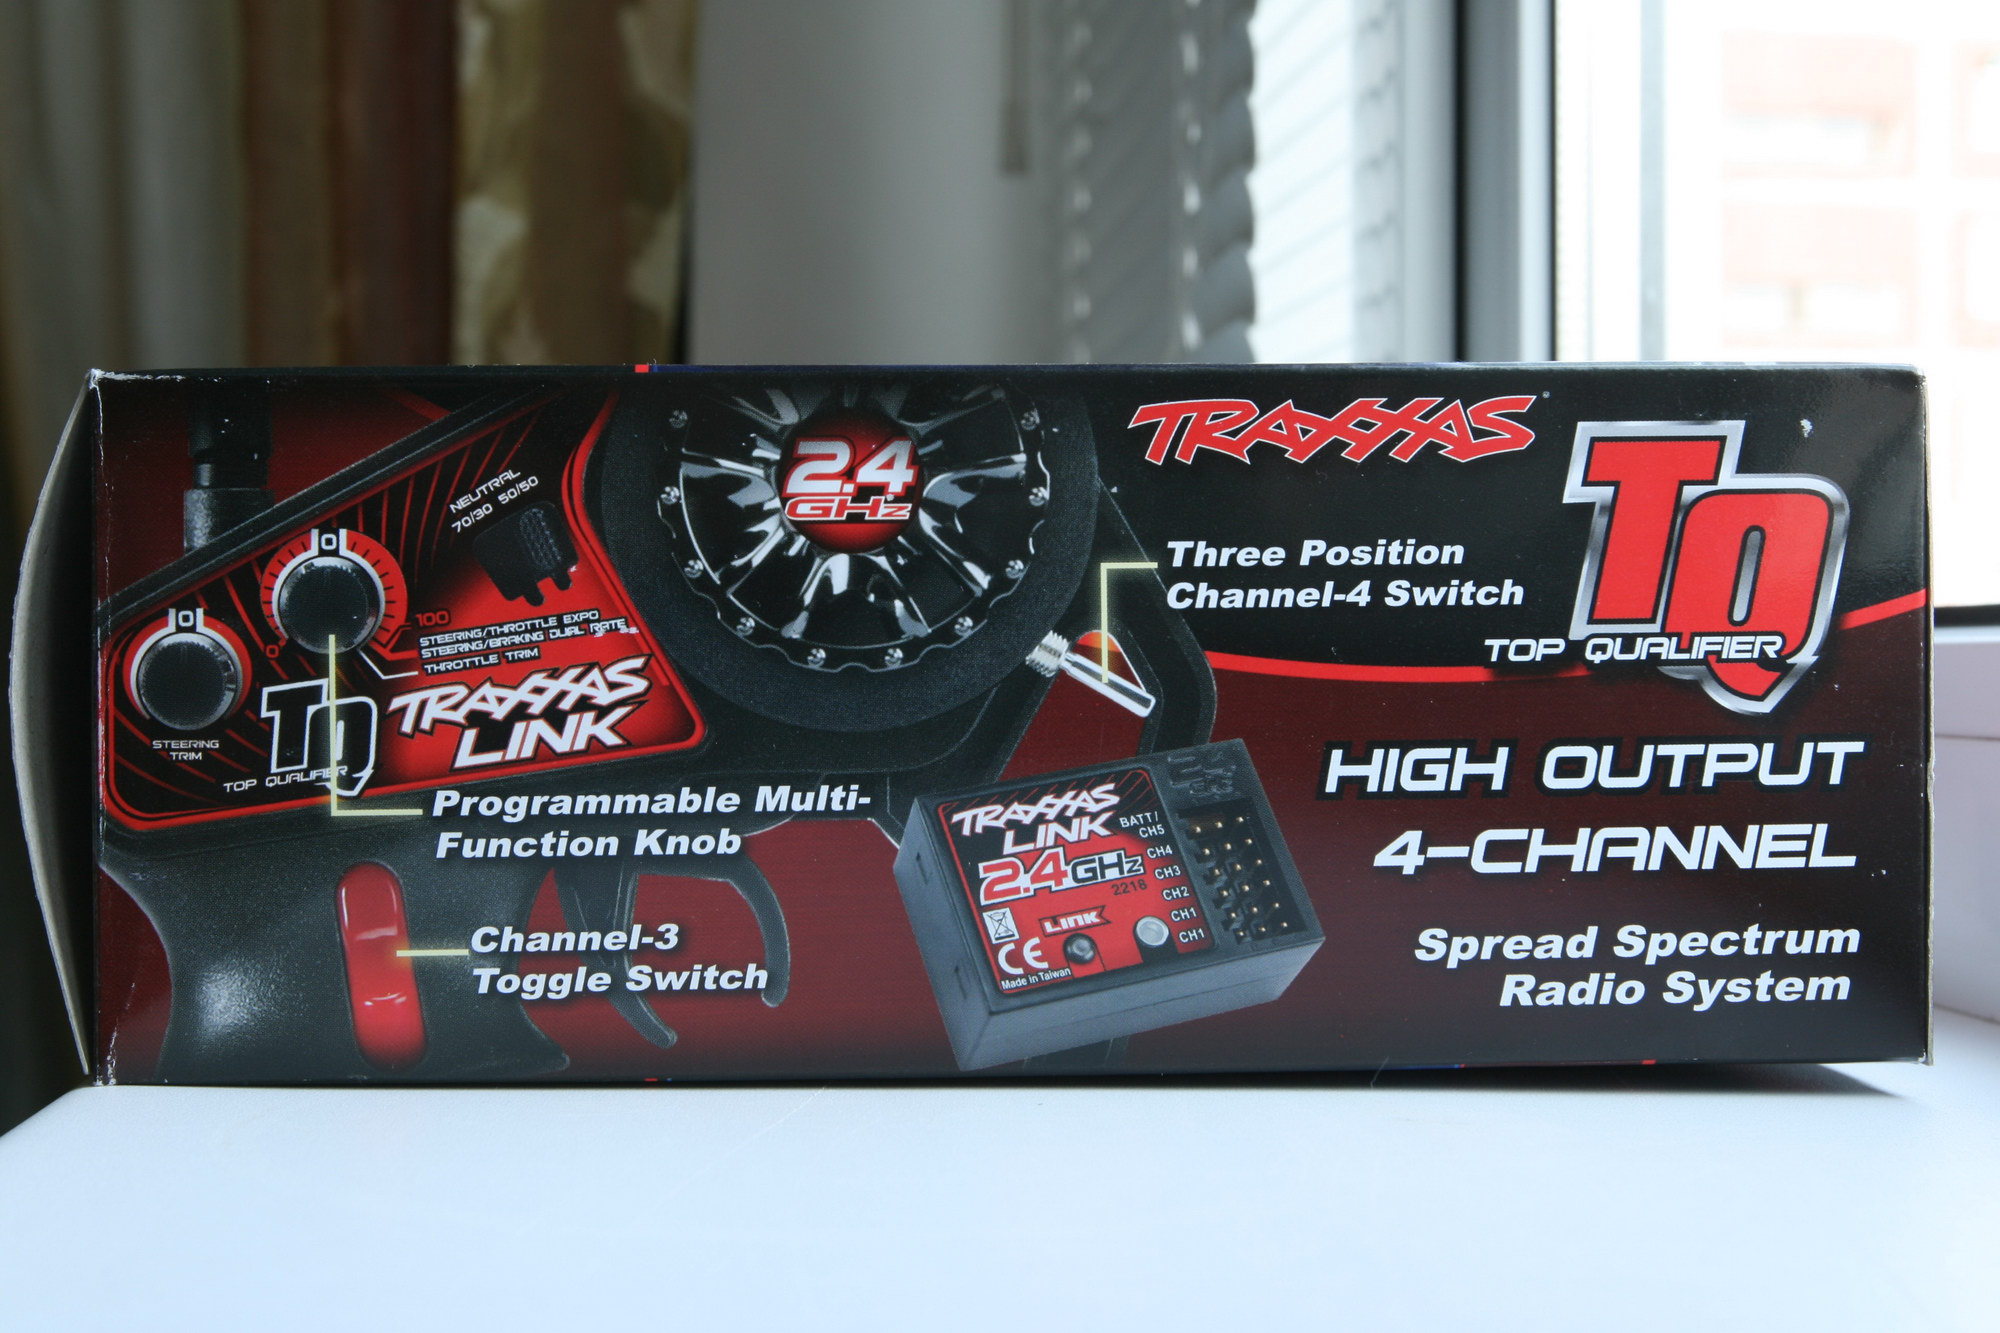 TRAXXAS
TQ
TOP QUALIFIER
HIGH OUTPUT
4-CHANNEL
Spread Spectrum
Radio System
Three Position
Channel-4 Switch
2.4
GHz
NEUTRAL
70/30 50/50
0
0
0
100
STEERING/THROTTLE EXPO
STEERING/BRAKING DUAL RATE
THROTTLE TRIM
STEERING
TRIM
TQ
TOP QUALIFIER
TRAXXAS
LINK
Programmable Multi-
Function Knob
Channel-3
Toggle Switch
TRAXXAS
LINK
2.4GHz
2218
BATT/
CH5
CH4
CH3
CH2
CH1
CH1
LINK
CE
Made in Taiwan